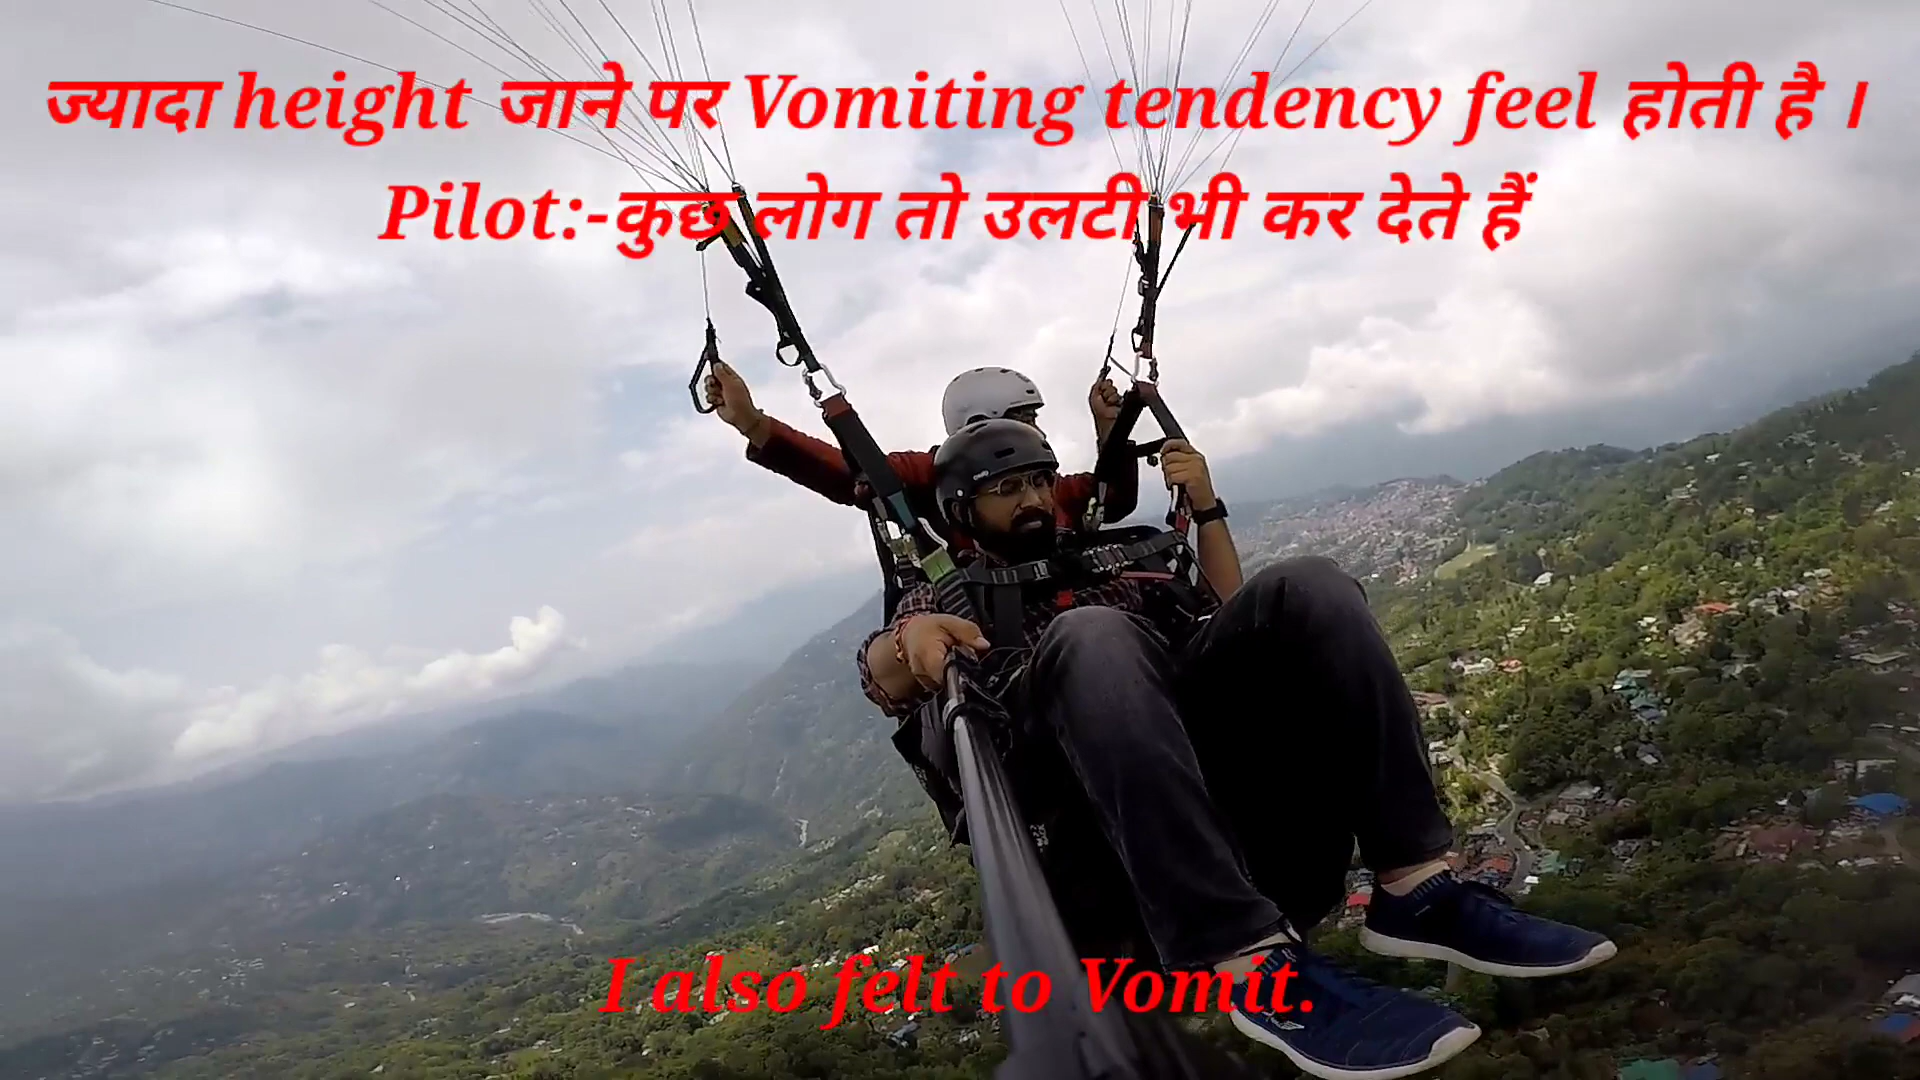 ज्यादा height जाने पर Vomiting tendency feel होती है ।
Pilot:-कुछ लोग तो उलटी भी कर देते हैं
I also felt to Vomit.